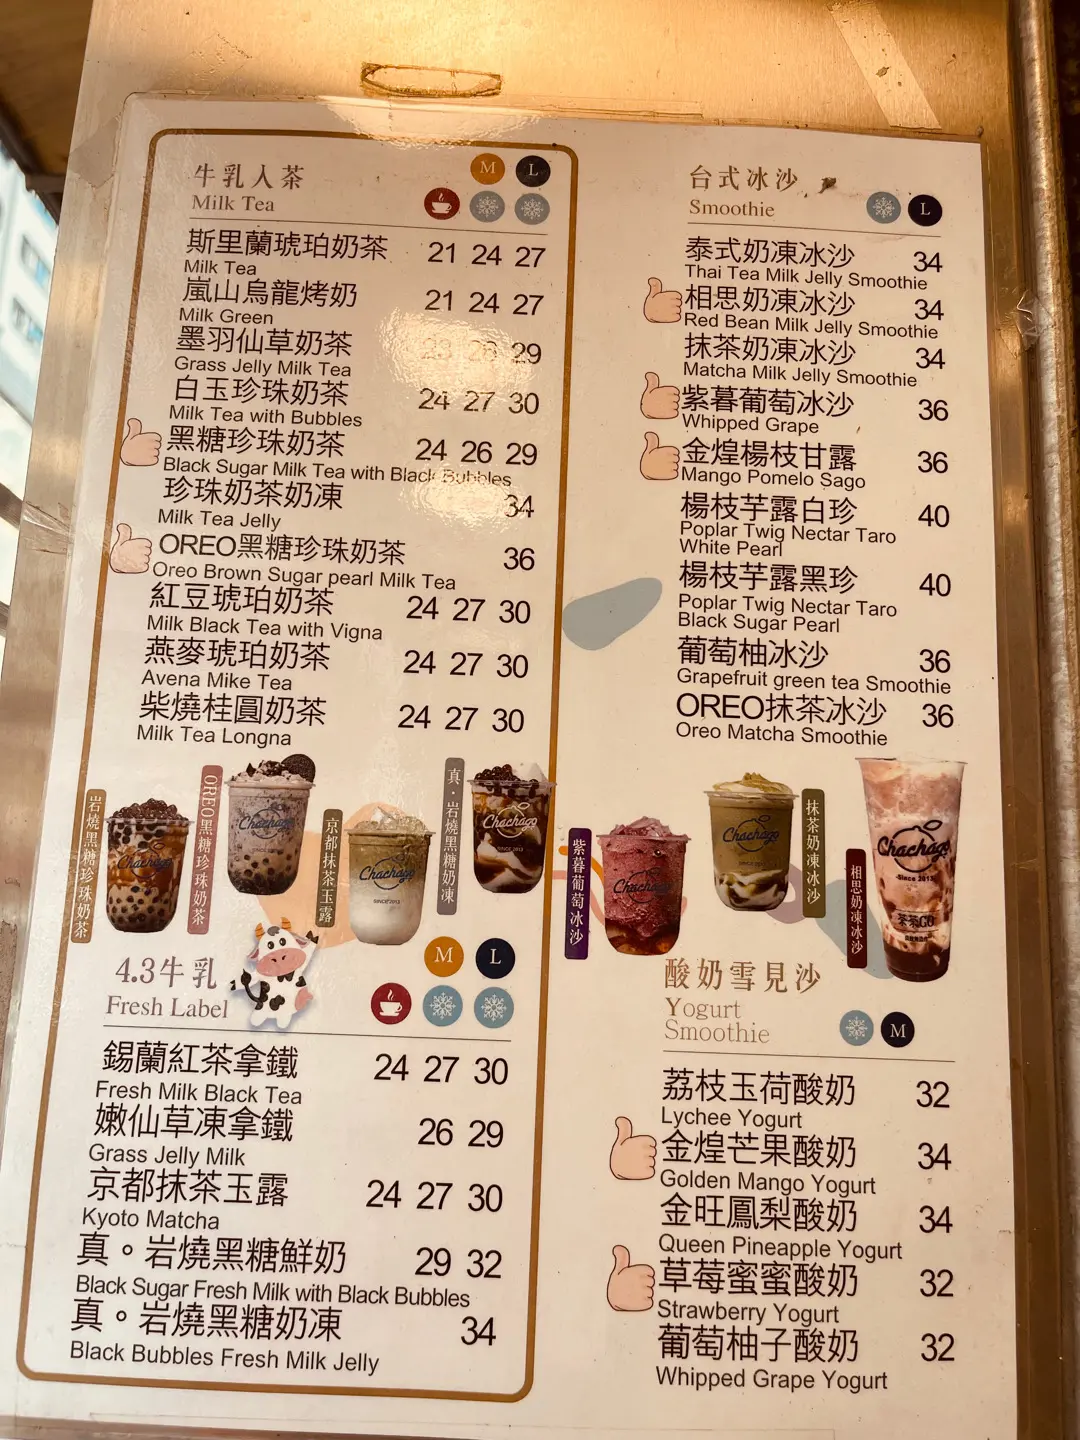 牛乳入茶
Milk Tea
M L
斯里蘭琥珀奶茶 21 24 27
Milk Tea
嵐山烏龍烤奶 21 24 27
Milk Green
墨羽仙草奶茶 23 26 29
Grass Jelly Milk Tea
白玉珍珠奶茶 24 27 30
Milk Tea with Bubbles
黑糖珍珠奶茶 24 26 29
Black Sugar Milk Tea with Black Bubbles
珍珠奶茶奶凍 34
Milk Tea Jelly
OREO黑糖珍珠奶茶 36
Oreo Brown Sugar pearl Milk Tea
紅豆琥珀奶茶 24 27 30
Milk Black Tea with Vigna
燕麥琥珀奶茶 24 27 30
Avena Mike Tea
柴燒桂圓奶茶 24 27 30
Milk Tea Longna
岩燒黑糖珍珠奶茶
Chachago
OREO黑糖珍珠奶茶
Chachago
SINCE 2013
京都抹茶玉露
Chachago
SINCE 2013
真·岩燒黑糖奶凍
Chachago
SINCE 2013
4.3牛乳
Fresh Label
M L
錫蘭紅茶拿鐵 24 27 30
Fresh Milk Black Tea
嫩仙草凍拿鐵 26 29
Grass Jelly Milk
京都抹茶玉露 24 27 30
Kyoto Matcha
真。岩燒黑糖鮮奶 29 32
Black Sugar Fresh Milk with Black Bubbles
真。岩燒黑糖奶凍 34
Black Bubbles Fresh Milk Jelly
台式冰沙
Smoothie
L
泰式奶凍冰沙 34
Thai Tea Milk Jelly Smoothie
相思奶凍冰沙 34
Red Bean Milk Jelly Smoothie
抹茶奶凍冰沙 34
Matcha Milk Jelly Smoothie
紫暮葡萄冰沙 36
Whipped Grape
金煌楊枝甘露 36
Mango Pomelo Sago
楊枝芋露白珍 40
Poplar Twig Nectar Taro
White Pearl
楊枝芋露黑珍 40
Poplar Twig Nectar Taro
Black Sugar Pearl
葡萄柚冰沙 36
Grapefruit green tea Smoothie
OREO抹茶冰沙 36
Oreo Matcha Smoothie
紫暮葡萄冰沙
Chachago
Chachago
抹茶奶凍冰沙
相思奶凍冰沙
Chachago
Since 2013
茶茶GO
酸奶雪見沙
Yogurt
Smoothie
M
荔枝玉荷酸奶 32
Lychee Yogurt
金煌芒果酸奶 34
Golden Mango Yogurt
金旺鳳梨酸奶 34
Queen Pineapple Yogurt
草莓蜜蜜酸奶 32
Strawberry Yogurt
葡萄柚子酸奶 32
Whipped Grape Yogurt